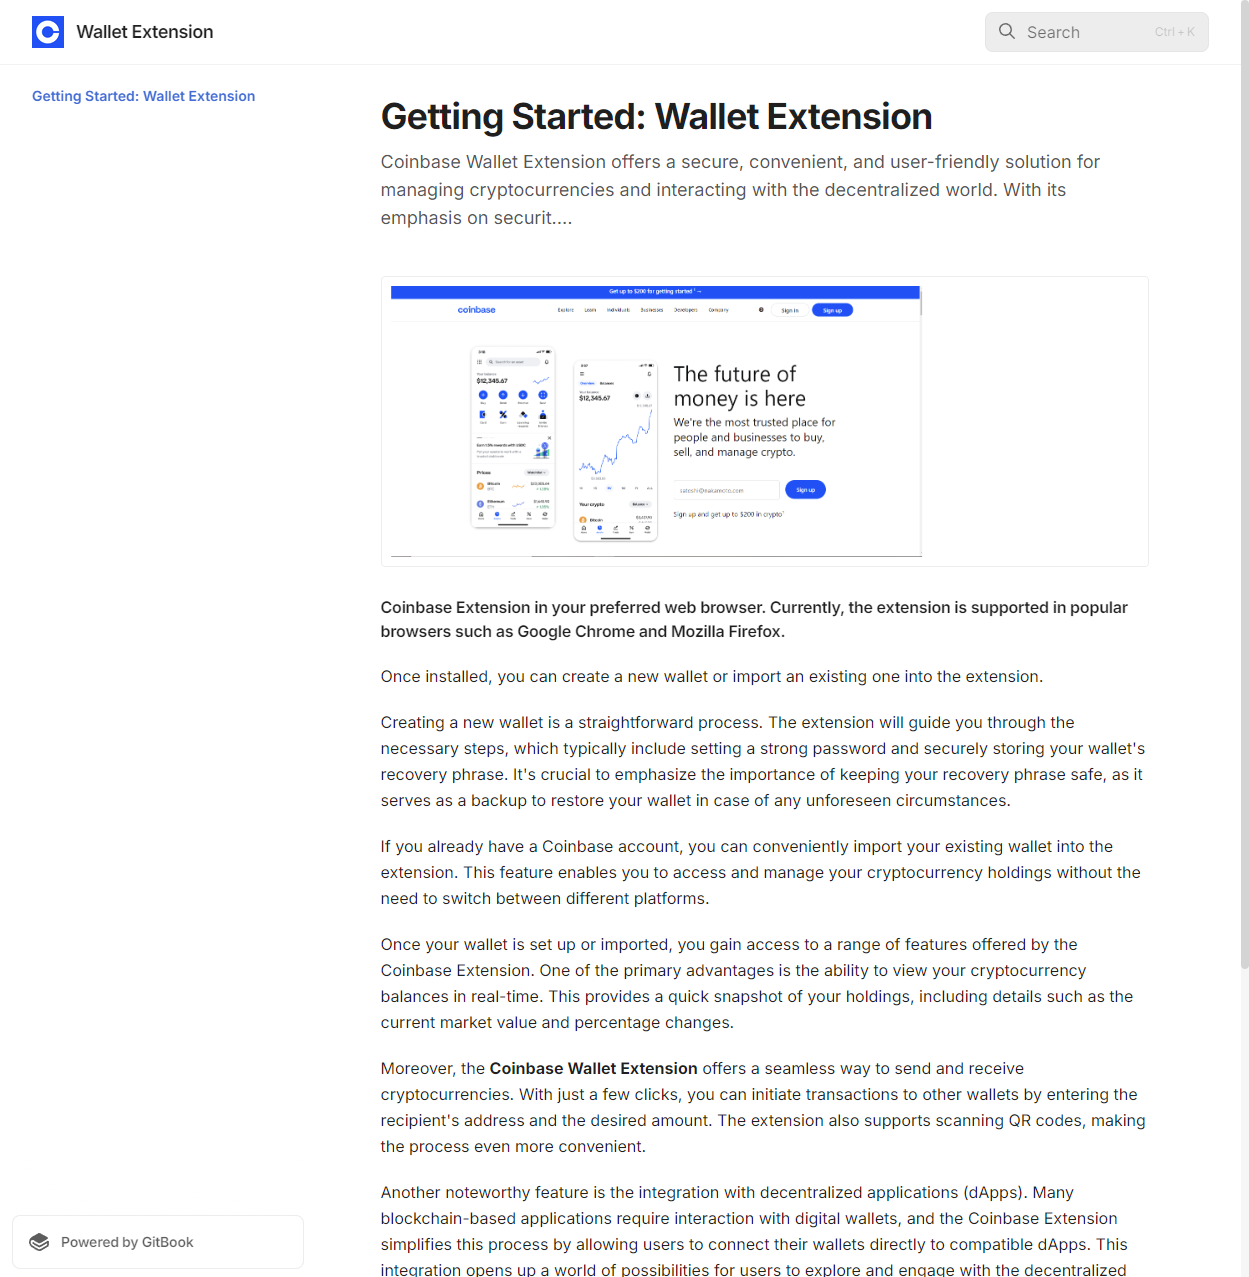 Wallet Extension
Search
Ctrl + K
Getting Started: Wallet Extension
Getting Started: Wallet Extension
Coinbase Wallet Extension offers a secure, convenient, and user-friendly solution for
managing cryptocurrencies and interacting with the decentralized world. With its
emphasis on securit....
Get up to $200 for getting started
coinbase
Explore Learn Individuals Businesses Developers Company
Sign in
Sign up
$12,345.67
Prices
$12,345.67
Your crypto
Bitcoin
The future of
money is here
We're the most trusted place for
people and businesses to buy,
sell, and manage crypto.
satoshi@nakamoto.com
Sign up
Sign up and get up to $200 in crypto
Coinbase Extension in your preferred web browser. Currently, the extension is supported in popular
browsers such as Google Chrome and Mozilla Firefox.
Once installed, you can create a new wallet or import an existing one into the extension.
Creating a new wallet is a straightforward process. The extension will guide you through the
necessary steps, which typically include setting a strong password and securely storing your wallet's
recovery phrase. It's crucial to emphasize the importance of keeping your recovery phrase safe, as it
serves as a backup to restore your wallet in case of any unforeseen circumstances.
If you already have a Coinbase account, you can conveniently import your existing wallet into the
extension. This feature enables you to access and manage your cryptocurrency holdings without the
need to switch between different platforms.
Once your wallet is set up or imported, you gain access to a range of features offered by the
Coinbase Extension. One of the primary advantages is the ability to view your cryptocurrency
balances in real-time. This provides a quick snapshot of your holdings, including details such as the
current market value and percentage changes.
Moreover, the Coinbase Wallet Extension offers a seamless way to send and receive
cryptocurrencies. With just a few clicks, you can initiate transactions to other wallets by entering the
recipient's address and the desired amount. The extension also supports scanning QR codes, making
the process even more convenient.
Another noteworthy feature is the integration with decentralized applications (dApps). Many
blockchain-based applications require interaction with digital wallets, and the Coinbase Extension
simplifies this process by allowing users to connect their wallets directly to compatible dApps. This
integration opens up a world of possibilities for users to explore and engage with the decentralized
Powered by GitBook